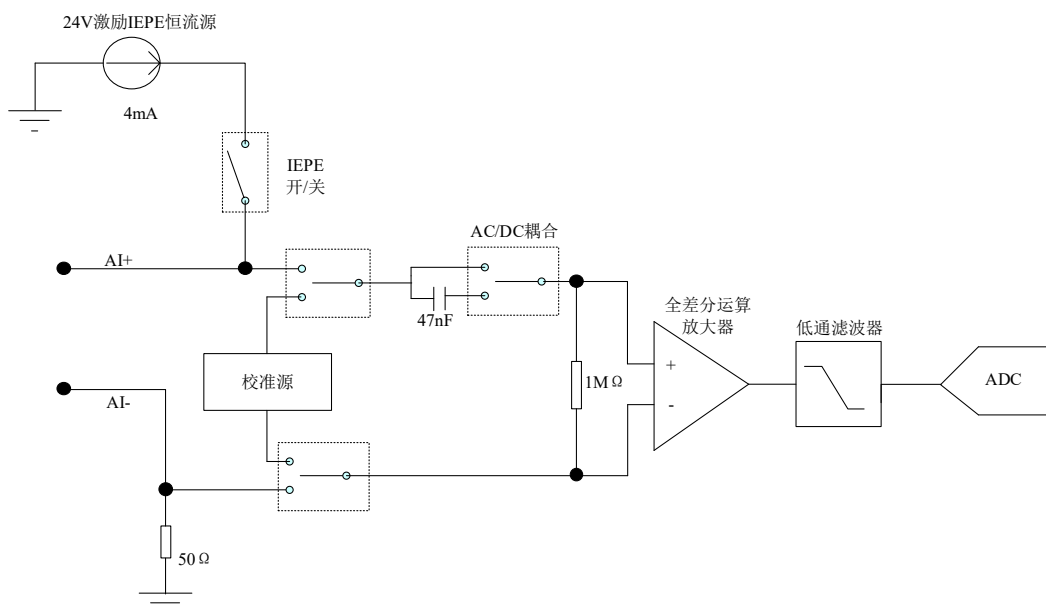 24V激励IEPE恒流源
4mA
IEPE
开/关
AC/DC耦合
AI+
47nF
全差分运算
放大器
低通滤波器
校准源
1MΩ
+
-
ADC
AI-
50Ω